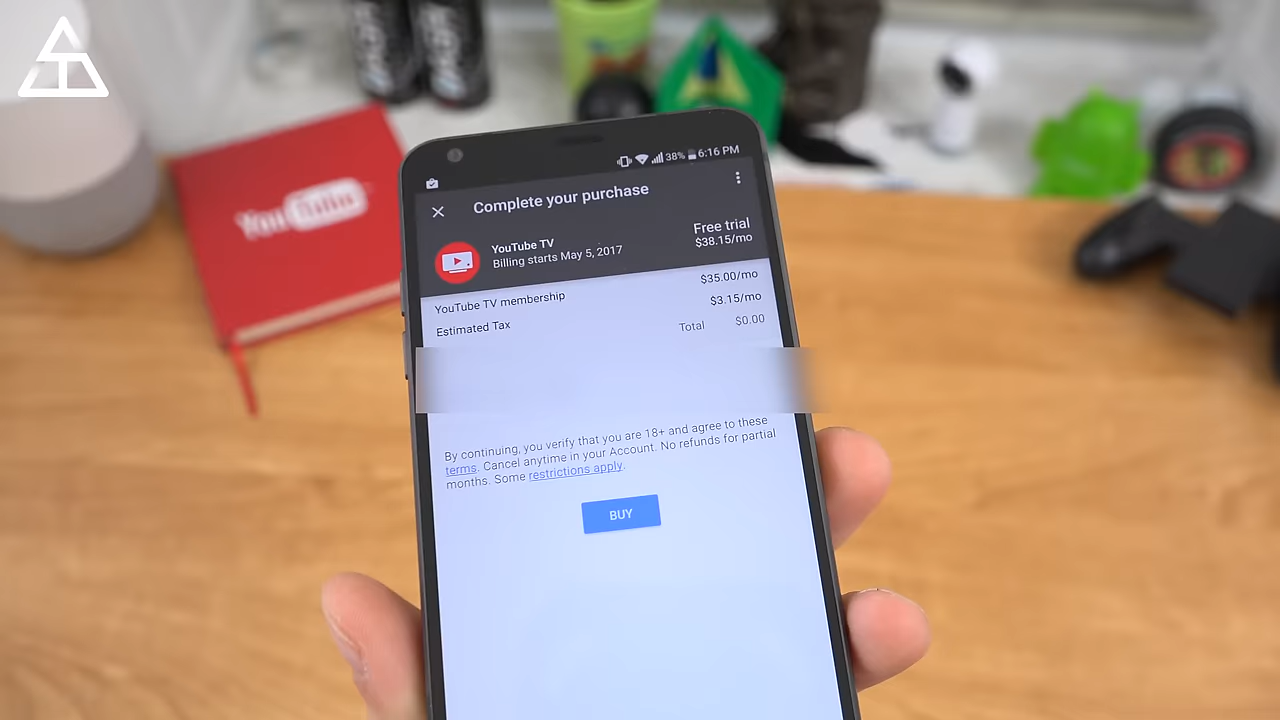 You Tube
38% 6:16 PM
Complete your purchase
YouTube TV
Billing starts May 5, 2017
Free trial
$38.15/mo
YouTube TV membership $35.00/mo
Estimated Tax $3.15/mo
Total $0.00
By continuing, you verify that you are 18+ and agree to these
terms. Cancel anytime in your Account. No refunds for partial
months. Some restrictions apply.
BUY